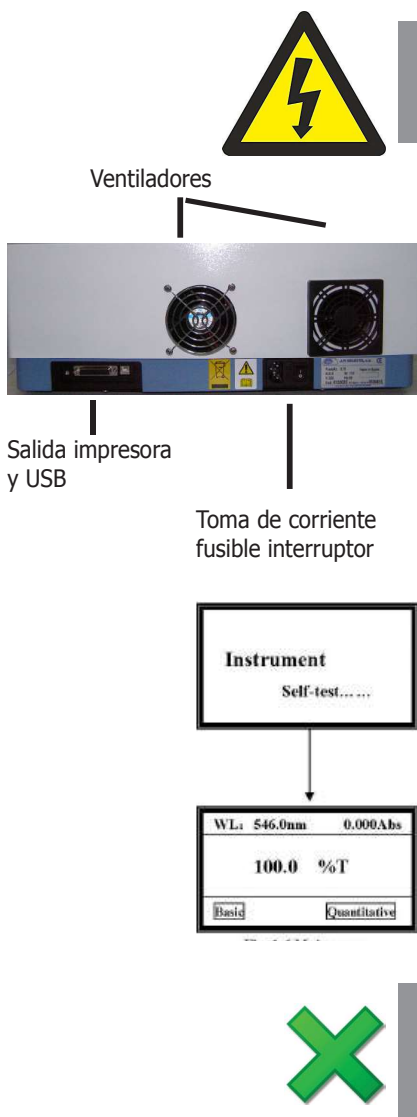 Ventiladores
Salida impresora
y USB
Toma de corriente
fusible interruptor
Instrument
Self-test......
WL: 546.0nm 0.000Abs
100.0 %T
Basic Quantitative